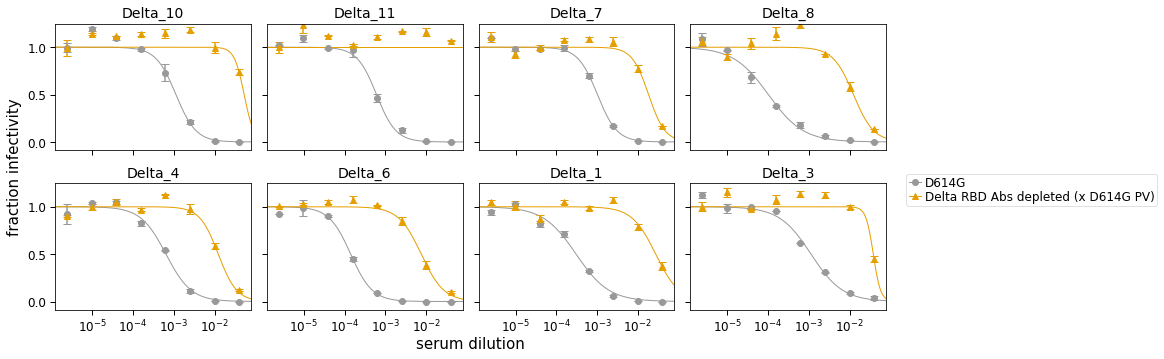 Delta_10 Delta_11 Delta_7 Delta_8
1.0
0.5
0.0
Delta_4 Delta_6 Delta_1 Delta_3
1.0
0.5
0.0
10⁻⁵ 10⁻⁴ 10⁻³ 10⁻² 10⁻⁵ 10⁻⁴ 10⁻³ 10⁻² 10⁻⁵ 10⁻⁴ 10⁻³ 10⁻² 10⁻⁵ 10⁻⁴ 10⁻³ 10⁻²
fraction infectivity
serum dilution
D614G
Delta RBD Abs depleted (x D614G PV)